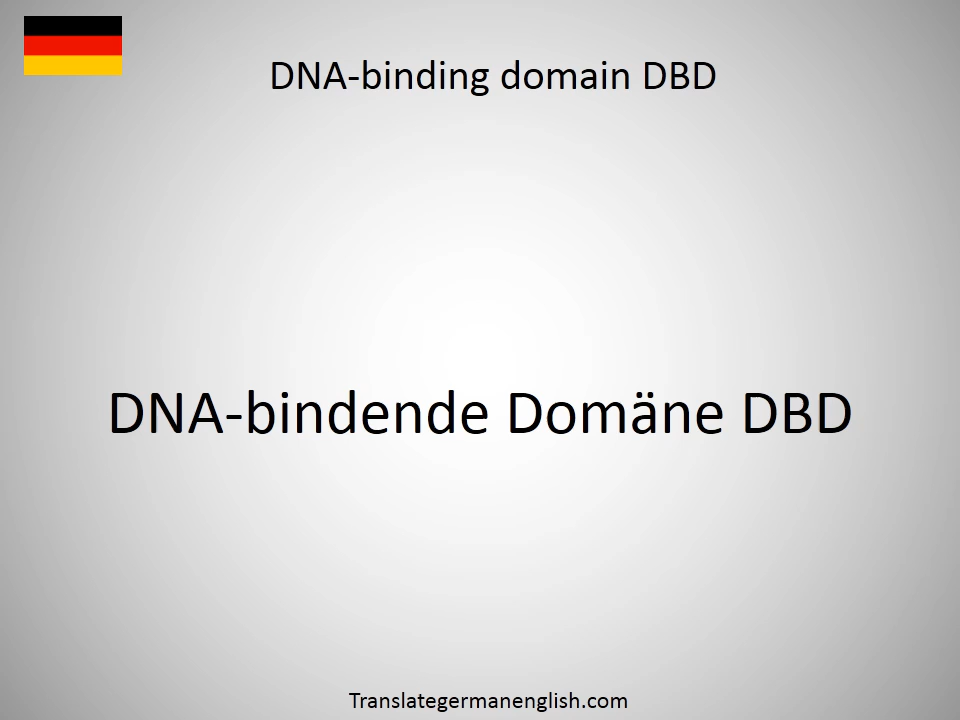 DNA-binding domain DBD
DNA-bindende Domäne DBD
Translategermanenglish.com